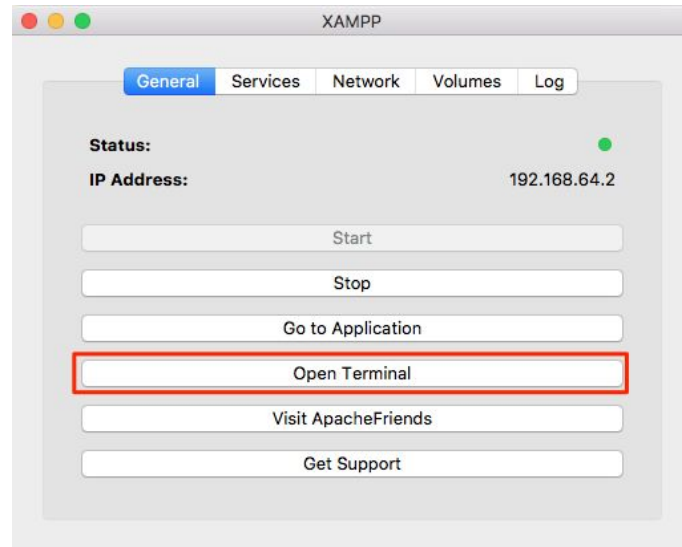 XAMPP
General Services Network Volumes Log
Status:
IP Address: 192.168.64.2
Start
Stop
Go to Application
Open Terminal
Visit ApacheFriends
Get Support